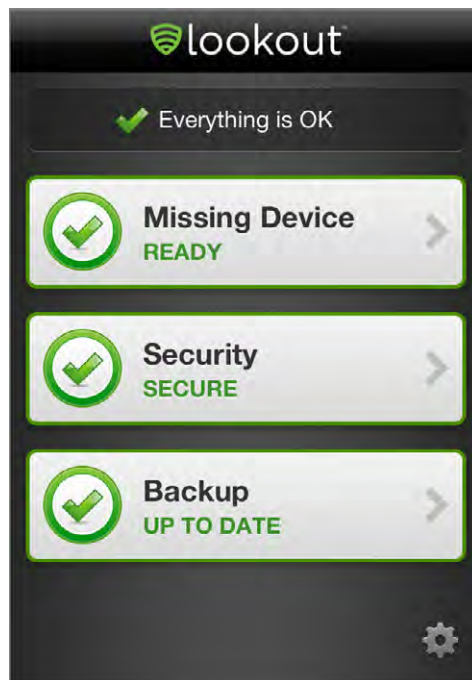 lookout
Everything is OK
Missing Device
READY
Security
SECURE
Backup
UP TO DATE